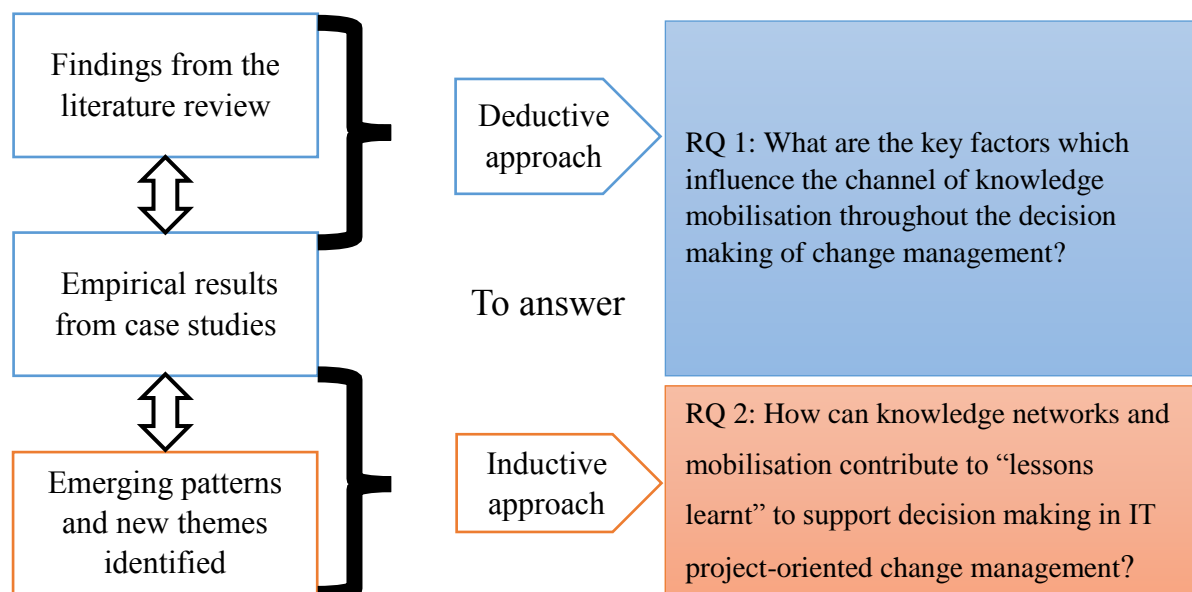 Findings from the
literature review
Empirical results
from case studies
Emerging patterns
and new themes
identified
Deductive
approach
To answer
Inductive
approach
RQ 1: What are the key factors which
influence the channel of knowledge
mobilisation throughout the decision
making of change management?
RQ 2: How can knowledge networks and
mobilisation contribute to “lessons
learnt” to support decision making in IT
project-oriented change management?